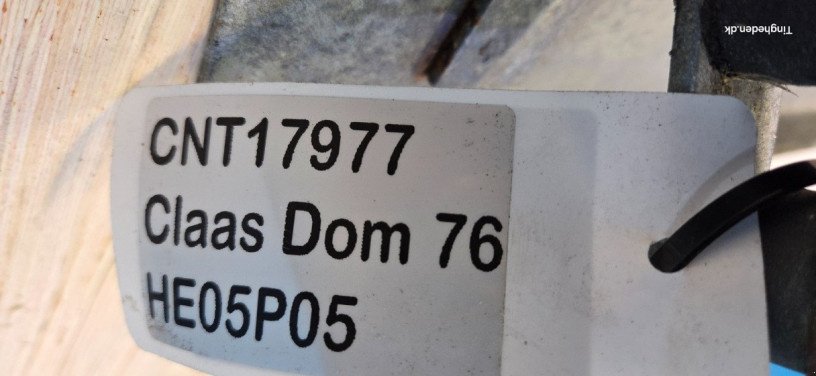 Tingheden.dk
CNT17977
Claas Dom 76
HE05P05